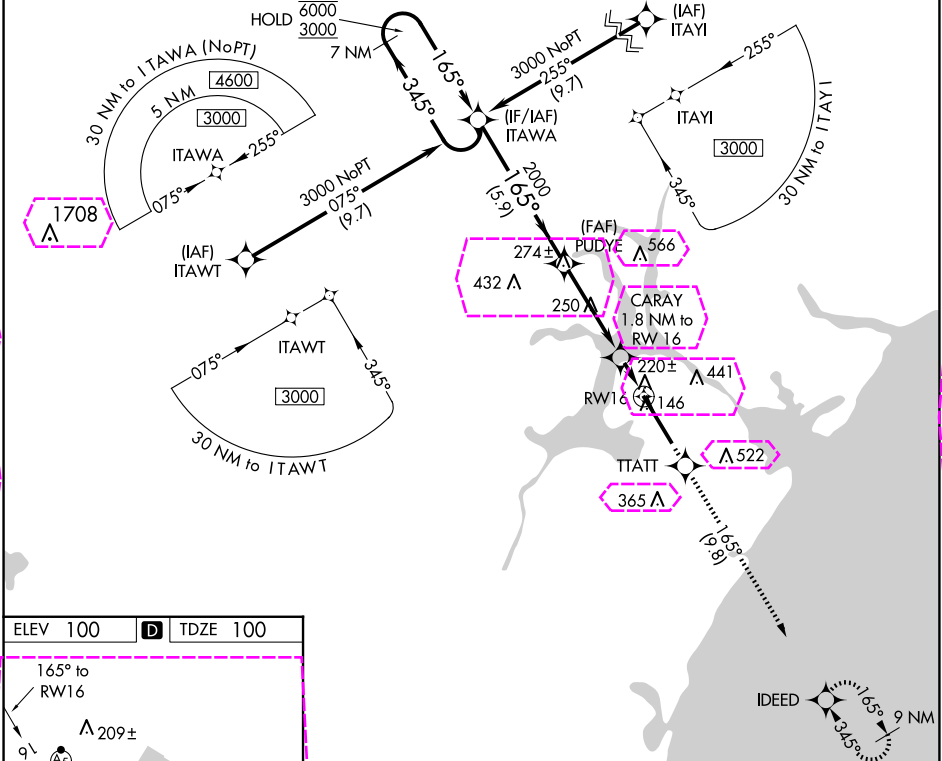 HOLD 6000
3000
7 NM
165°
345°
(IAF)
ITAYI
3000 NoPT
255°
(9.7)
(IF/IAF)
ITAWA
30 NM to ITAWA (NoPT)
4600
5 NM
3000
ITAWA
255°
075°
255°
ITAYI
3000
345°
30 NM to ITAYI
1708
3000 NoPT
075°
(9.7)
(IAF)
ITAWT
2000
165°
(5.9)
(FAF)
PUDYE
566
274±
432
250
CARAY
1.8 NM to
RW 16
075°
ITAWT
345°
3000
30 NM to ITAWT
220±
441
RW16
146
TTATT
522
365
165°
(9.8)
ELEV 100
D
TDZE 100
165° to
RW16
209±
16
IDEED
165°
345°
9 NM